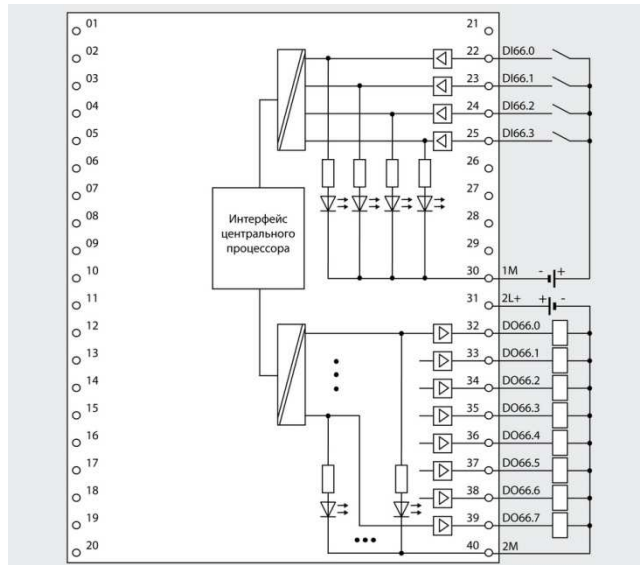 01 21
02 22 DI66.0
03 23 DI66.1
04 24 DI66.2
05 25 DI66.3
06 26
07 27
08 28
Интерфейс
центрального
процессора
09 29
10 30 1M - +
11 31 2L+ + -
12 32 DO66.0
13 33 DO66.1
14 34 DO66.2
15 35 DO66.3
16 36 DO66.4
17 37 DO66.5
18 38 DO66.6
19 39 DO66.7
20 40 2M